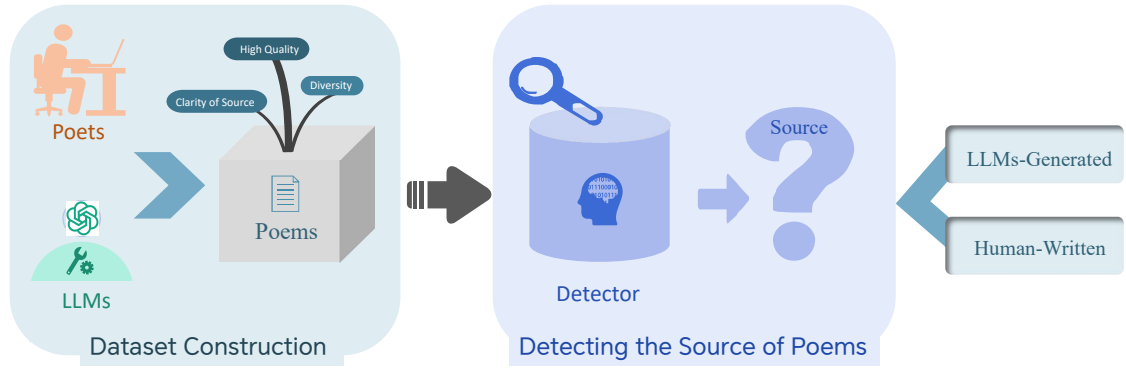 High Quality
Diversity
Clarity of Source
Poets
Poems
LLMs
Dataset Construction
Source
Detector
Detecting the Source of Poems
LLMs-Generated
Human-Written